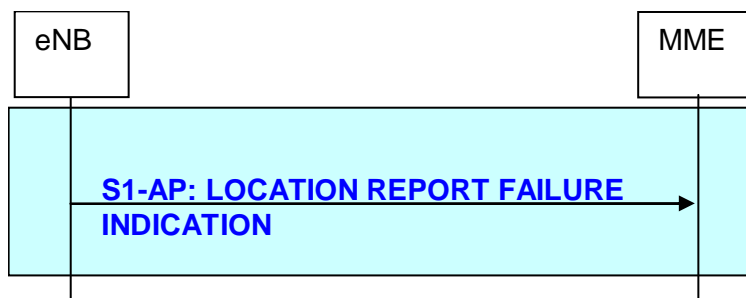 eNB
MME
S1-AP: LOCATION REPORT FAILURE
INDICATION